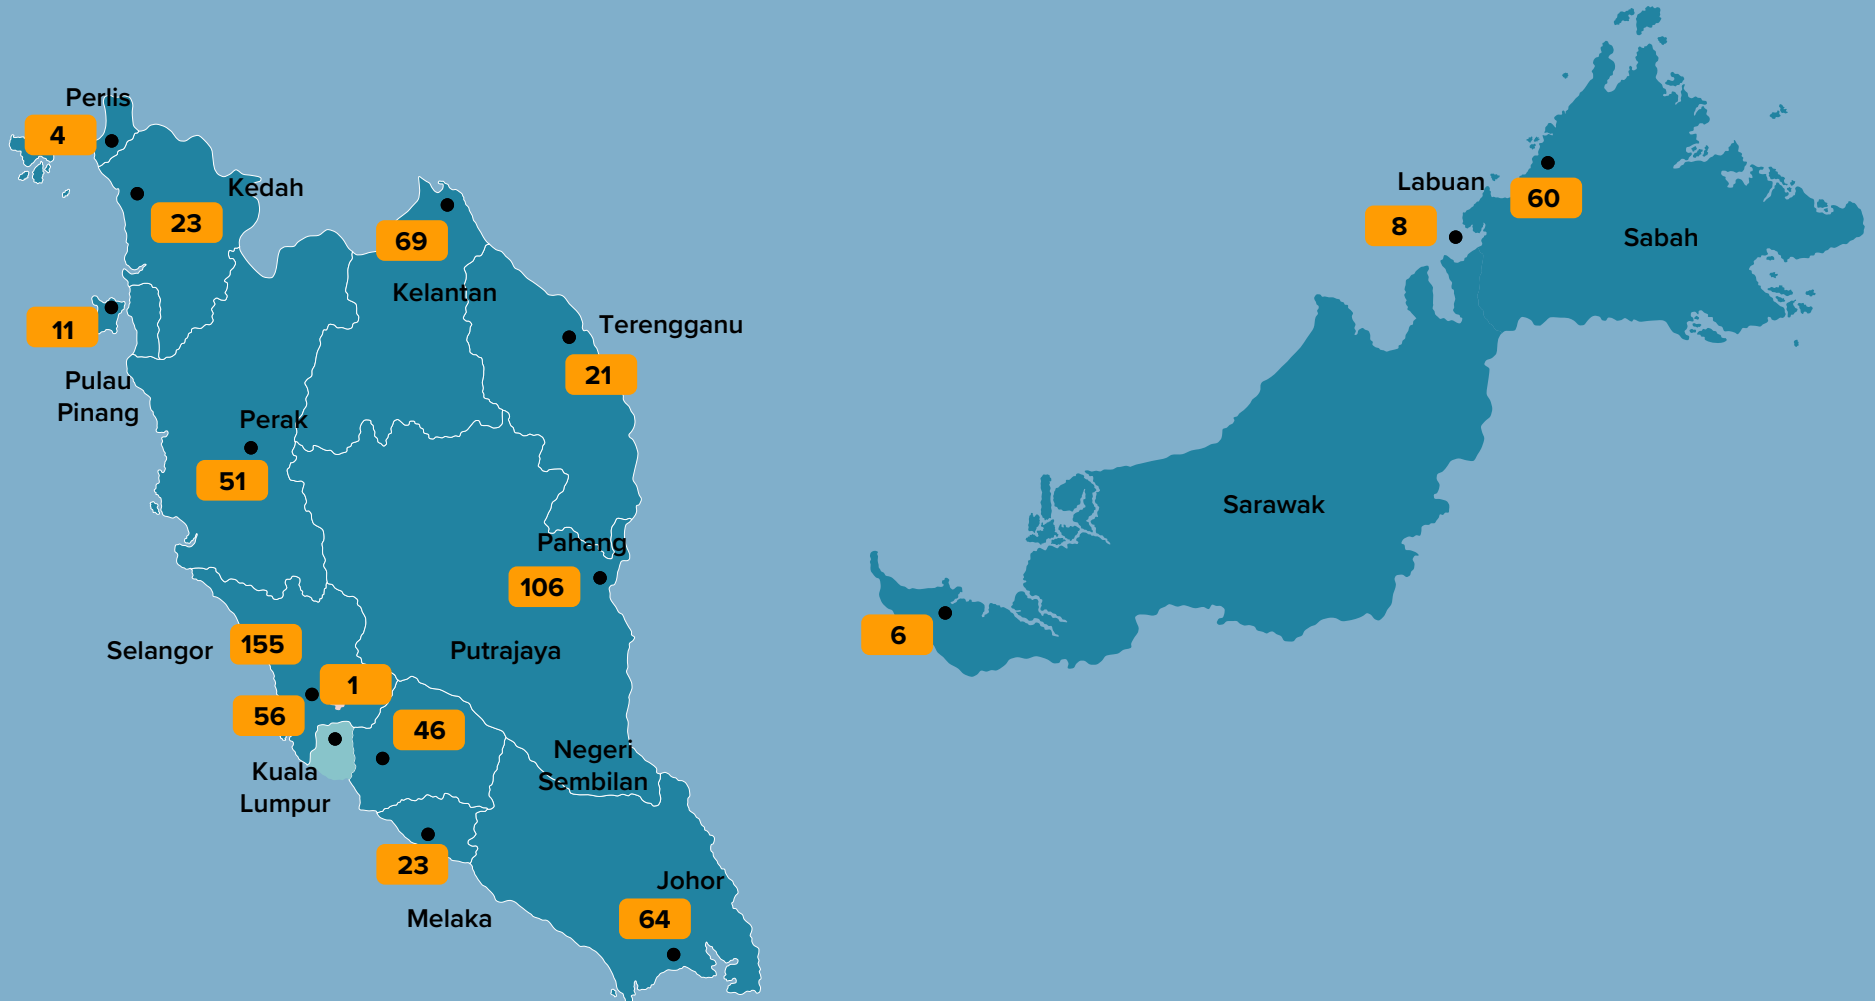 Perlis
4
Kedah
23
69
Kelantan
11
Pulau
Pinang
Terengganu
21
Perak
51
Pahang
106
Selangor
155
Putrajaya
1
56
46
Kuala
Lumpur
Negeri
Sembilan
23
Melaka
Johor
64
Labuan
8
60
Sabah
Sarawak
6